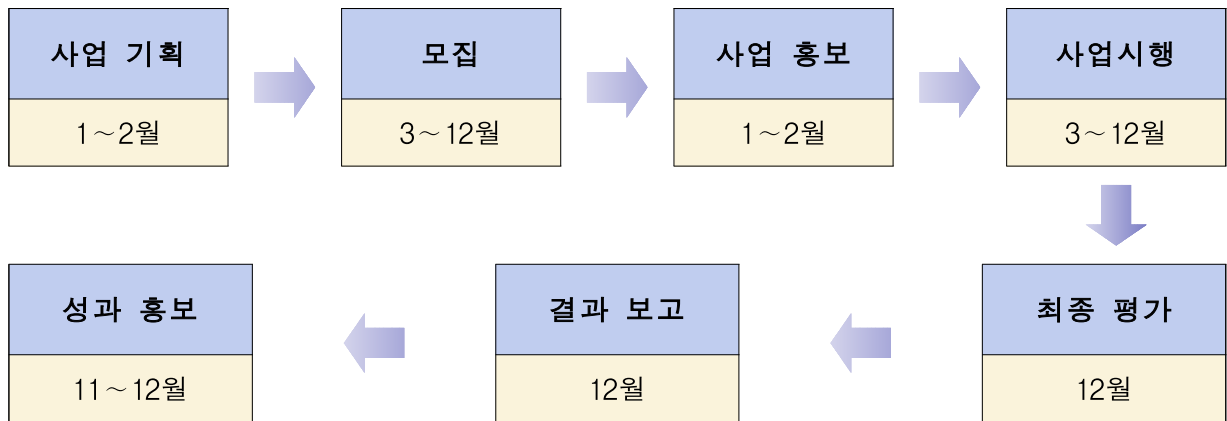 사업 기획
1～2월
모집
3～12월
사업 홍보
1～2월
사업시행
3～12월
최종 평가
12월
결과 보고
12월
성과 홍보
11～12월